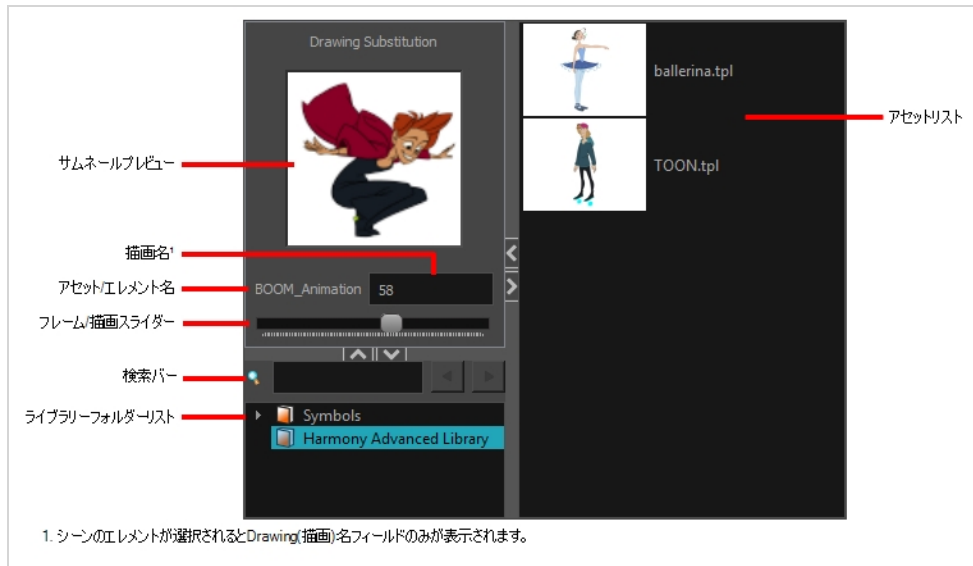 Drawing Substitution
ballerina.tpl
アセットリスト
サムネールプレビュー
TOON.tpl
描画名¹
アセット/エレメント名
BOOM_Animation 58
フレーム/描画スライダー
検索バー
ライブラリーフォルダーリスト
Symbols
Harmony Advanced Library
1. シーンのエレメントが選択されるとDrawing(描画)名フィールドのみが表示されます。